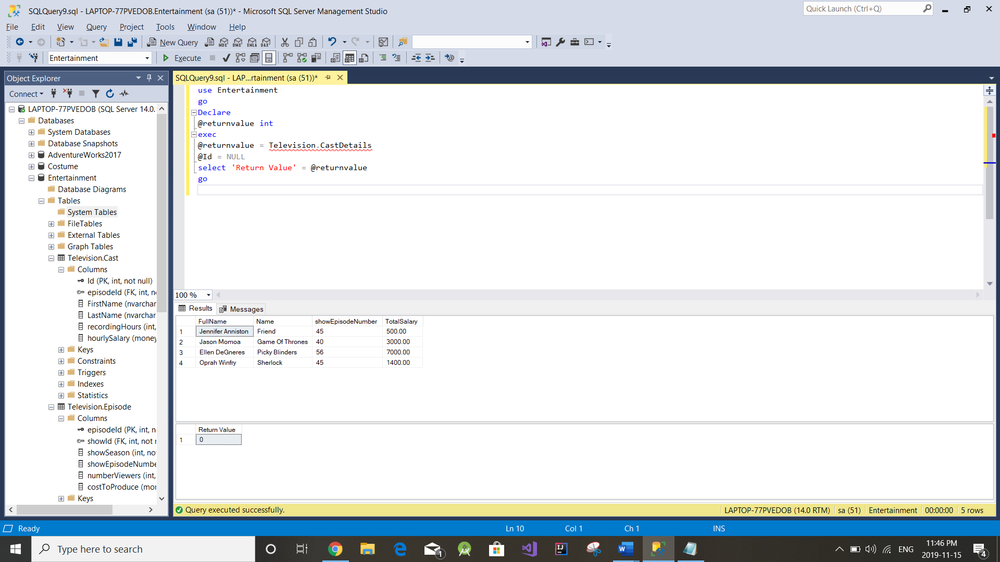 SQLQuery9.sql - LAPTOP-77PVEDOB.Entertainment (sa (51))* - Microsoft SQL Server Management Studio
Quick Launch (Ctrl+Q)
File Edit View Query Project Tools Window Help
New Query MDX DMX XMLA DAX
Entertainment Execute
Object Explorer
Connect
LAPTOP-77PVEDOB (SQL Server 14.0.
Databases
System Databases
Database Snapshots
AdventureWorks2017
Costume
Entertainment
Database Diagrams
Tables
System Tables
FileTables
External Tables
Graph Tables
Television.Cast
Columns
Id (PK, int, not null)
episodeId (FK, int, n
FirstName (nvarchar
LastName (nvarchar
recordingHours (int,
hourlySalary (money
Keys
Constraints
Triggers
Indexes
Statistics
Television.Episode
Columns
episodeId (PK, int, n
showId (FK, int, not
showSeason (int, no
showEpisodeNumbe
numberViewers (int,
costToProduce (mo
Keys
SQLQuery9.sql - LAP...rtainment (sa (51))*
use Entertainment
go
Declare
@returnvalue int
exec
@returnvalue = Television.CastDetails
@Id = NULL
select 'Return Value' = @returnvalue
go
100 %
Results Messages
FullName Name showEpisodeNumber TotalSalary
1 Jennifer Anniston Friend 45 500.00
2 Jason Momoa Game Of Thrones 40 3000.00
3 Ellen DeGneres Picky Blinders 56 7000.00
4 Oprah Winfry Sherlock 45 1400.00
Return Value
1 0
Query executed successfully.
LAPTOP-77PVEDOB (14.0 RTM) sa (51) Entertainment 00:00:00 5 rows
Ready Ln 10 Col 1 Ch 1 INS
Type here to search
1
IJ
W
ENG
11:46 PM
2019-11-15
4